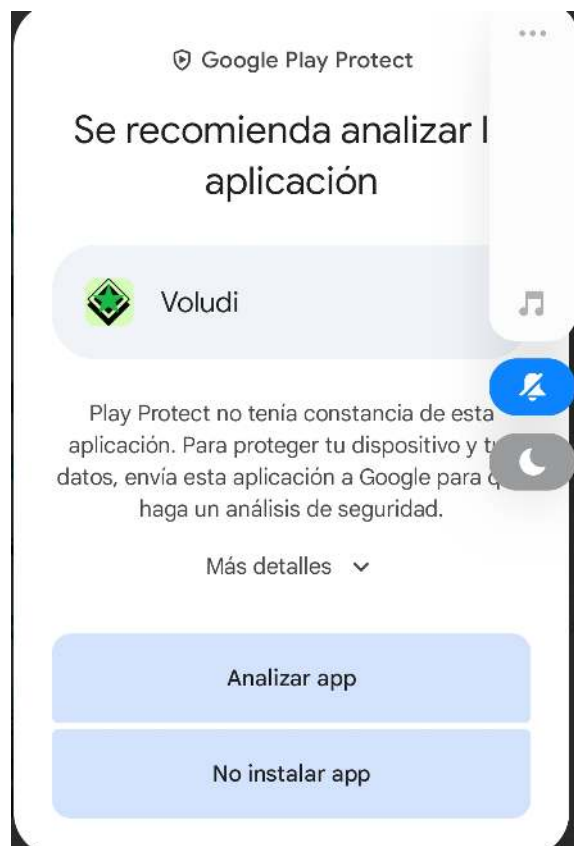 Google Play Protect
Se recomienda analizar l
aplicación
Voludi
Play Protect no tenía constancia de esta
aplicación. Para proteger tu dispositivo y t
datos, envía esta aplicación a Google para q
haga un análisis de seguridad.
Más detalles
Analizar app
No instalar app